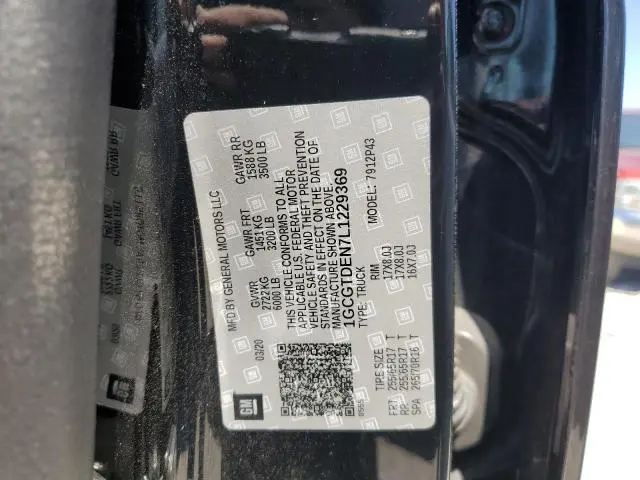 MFD BY GENERAL MOTORS LLC
03/20 GVWR GAWR FRT GAWR RR
2722 KG 1451 KG 1588 KG
6000 LB 3200 LB 3500 LB
THIS VEHICLE CONFORMS TO ALL
APPLICABLE U.S. FEDERAL MOTOR
VEHICLE SAFETY AND THEFT PREVENTION
STANDARDS IN EFFECT ON THE DATE OF
MANUFACTURE SHOWN ABOVE.
1GCGTDEN7L1229369
TYPE: TRUCK MODEL: 7912P43
TIRE SIZE RIM
FRT 255/65R17 T 17X8.0J
RR 255/65R17 T 17X8.0J
SPA 265/70R16 T 16X7.0J
GM